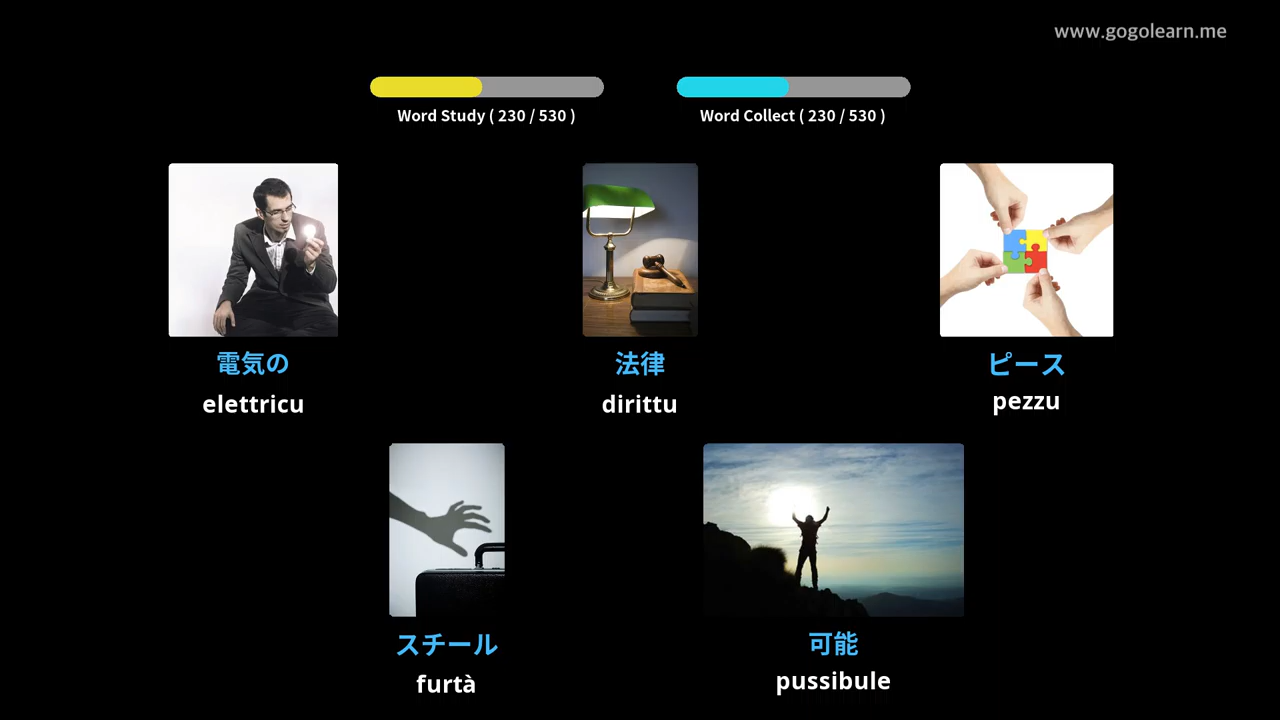 www.gogolearn.me
Word Study ( 230 / 530 )
Word Collect ( 230 / 530 )
電気の
elettricu
法律
dirittu
ピース
pezzu
スチール
furtà
可能
pussibule